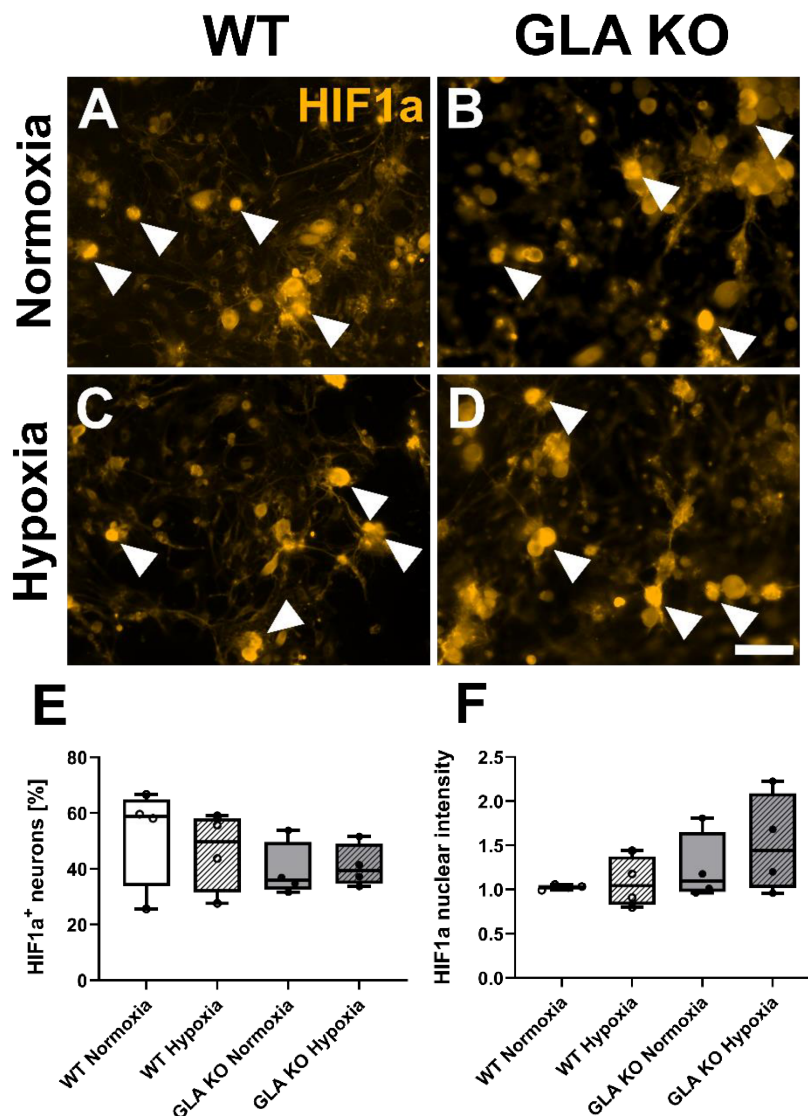 WT
GLA KO
Normoxia
A
HIF1a
B
Hypoxia
C
D
E
HIF1a+ neurons [%]
80
60
40
20
0
WT Normoxia
WT Hypoxia
GLA KO Normoxia
GLA KO Hypoxia
F
HIF1a nuclear intensity
2.5
2.0
1.5
1.0
0.5
0.0
WT Normoxia
WT Hypoxia
GLA KO Normoxia
GLA KO Hypoxia